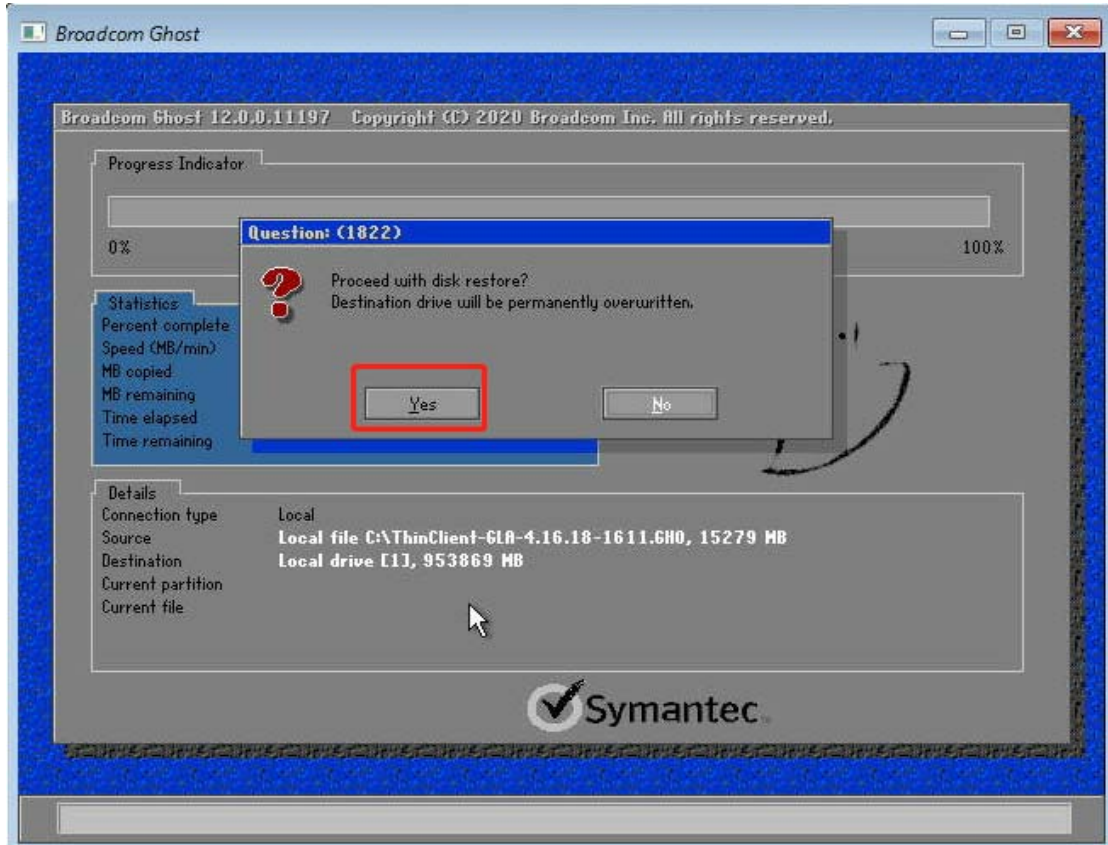 Broadcom Ghost
Broadcom Ghost 12.0.0.11197 Copyright (C) 2020 Broadcom Inc. All rights reserved.
Progress Indicator
0%
100%
Question: (1822)
Proceed with disk restore?
Destination drive will be permanently overwritten.
Yes
No
Statistics
Percent complete
Speed (MB/min)
MB copied
MB remaining
Time elapsed
Time remaining
Details
Connection type Local
Source Local file C:\ThinClient-GLA-4.16.18-1611.GHO, 15279 MB
Destination Local drive [1], 953869 MB
Current partition
Current file
Symantec